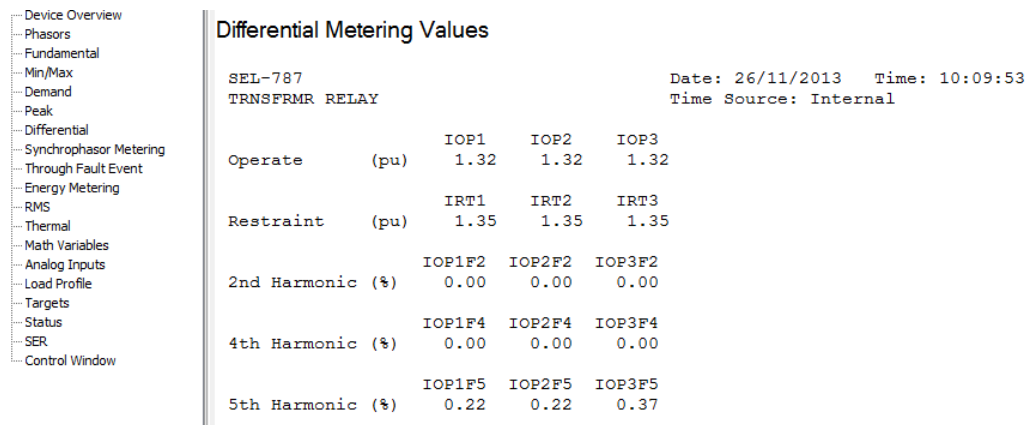 Device Overview
Phasors
Fundamental
Min/Max
Demand
Peak
Differential
Synchrophasor Metering
Through Fault Event
Energy Metering
RMS
Thermal
Math Variables
Analog Inputs
Load Profile
Targets
Status
SER
Control Window
Differential Metering Values
SEL-787 Date: 26/11/2013 Time: 10:09:53
TRNSFRMR RELAY Time Source: Internal
IOP1 IOP2 IOP3
Operate (pu) 1.32 1.32 1.32
IRT1 IRT2 IRT3
Restraint (pu) 1.35 1.35 1.35
IOP1F2 IOP2F2 IOP3F2
2nd Harmonic (%) 0.00 0.00 0.00
IOP1F4 IOP2F4 IOP3F4
4th Harmonic (%) 0.00 0.00 0.00
IOP1F5 IOP2F5 IOP3F5
5th Harmonic (%) 0.22 0.22 0.37